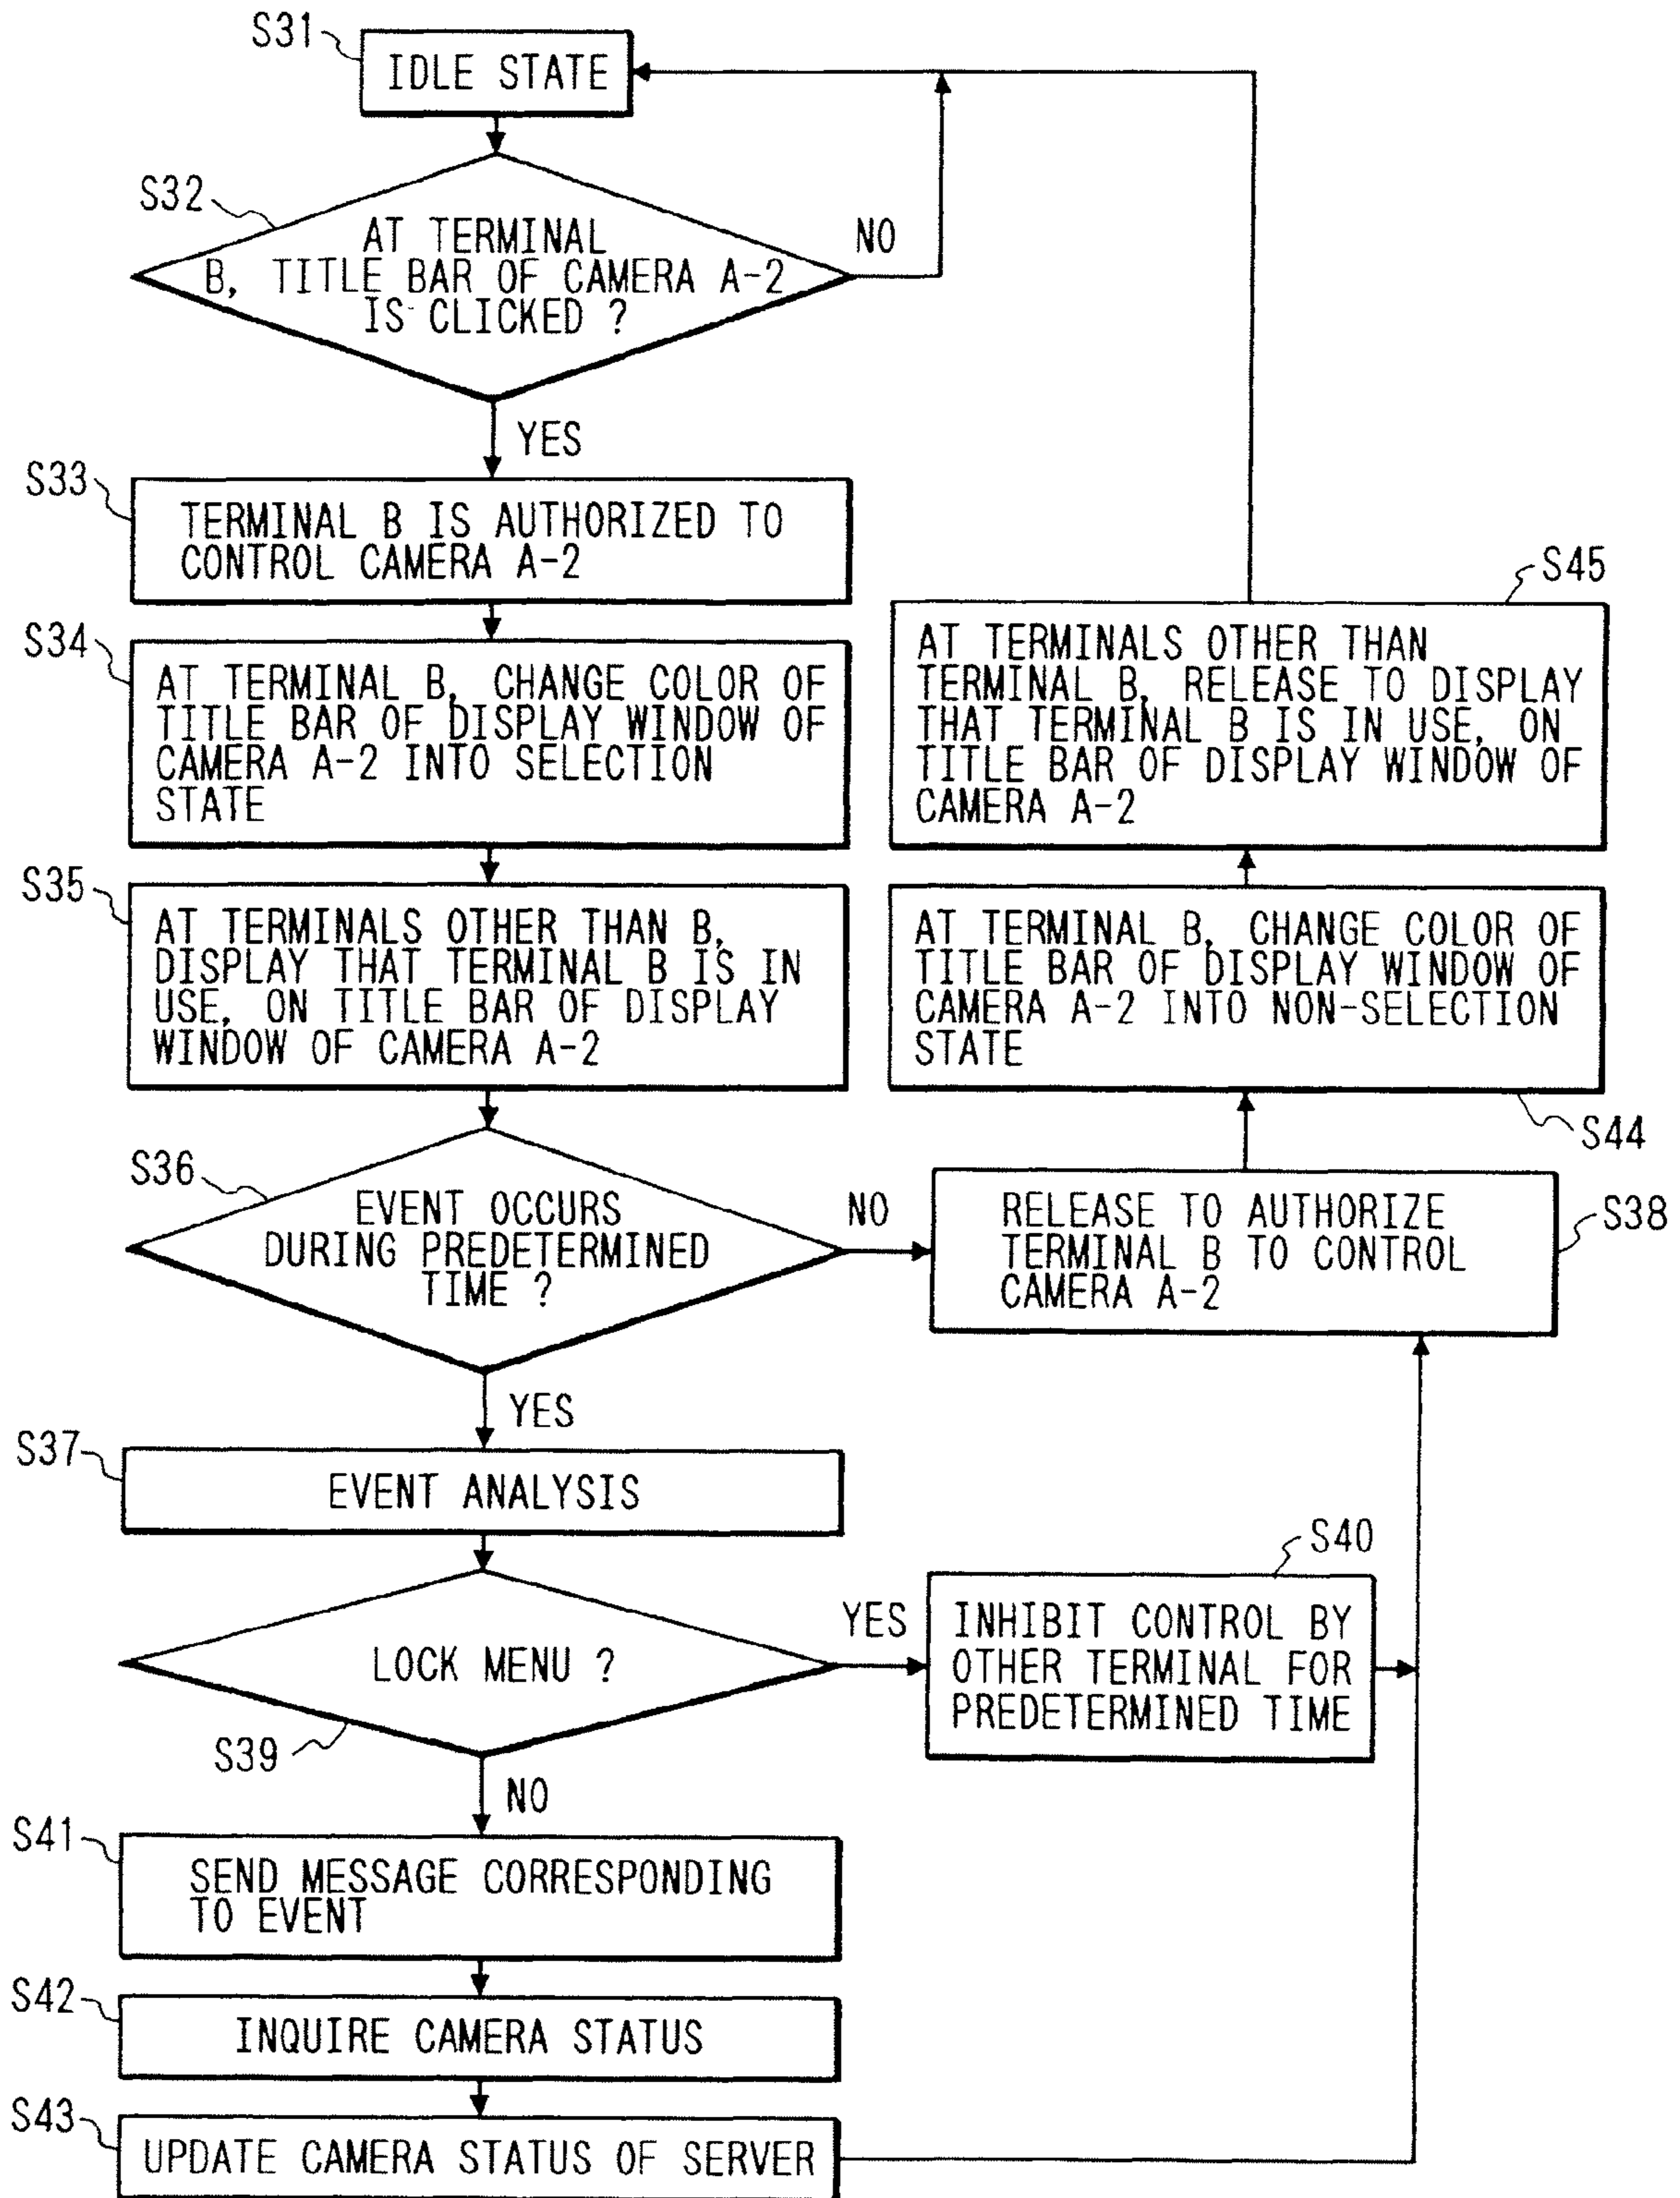 S31
IDLE STATE
S32
AT TERMINAL
B, TITLE BAR OF CAMERA A-2
IS CLICKED ?
NO
YES
S33
TERMINAL B IS AUTHORIZED TO
CONTROL CAMERA A-2
S34
AT TERMINAL B, CHANGE COLOR OF
TITLE BAR OF DISPLAY WINDOW OF
CAMERA A-2 INTO SELECTION
STATE
S35
AT TERMINALS OTHER THAN B,
DISPLAY THAT TERMINAL B IS IN
USE, ON TITLE BAR OF DISPLAY
WINDOW OF CAMERA A-2
S36
EVENT OCCURS
DURING PREDETERMINED
TIME ?
NO
YES
S37
EVENT ANALYSIS
LOCK MENU ?
S39
YES
NO
S40
INHIBIT CONTROL BY
OTHER TERMINAL FOR
PREDETERMINED TIME
S41
SEND MESSAGE CORRESPONDING
TO EVENT
S42
INQUIRE CAMERA STATUS
S43
UPDATE CAMERA STATUS OF SERVER
S38
RELEASE TO AUTHORIZE
TERMINAL B TO CONTROL
CAMERA A-2
S44
AT TERMINAL B, CHANGE COLOR OF
TITLE BAR OF DISPLAY WINDOW OF
CAMERA A-2 INTO NON-SELECTION
STATE
S45
AT TERMINALS OTHER THAN
TERMINAL B, RELEASE TO DISPLAY
THAT TERMINAL B IS IN USE, ON
TITLE BAR OF DISPLAY WINDOW OF
CAMERA A-2